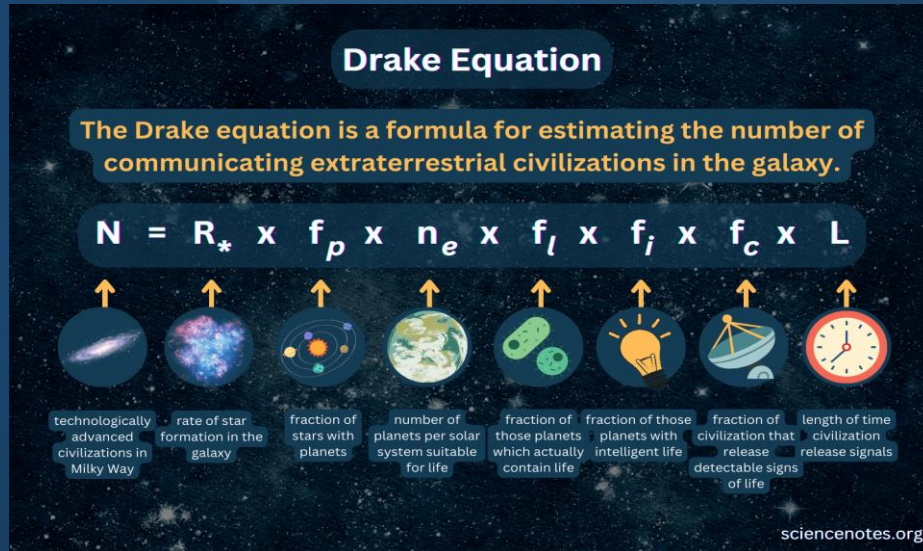 Drake Equation
The Drake equation is a formula for estimating the number of
communicating extraterrestrial civilizations in the galaxy.
N = R* x fp x ne x fl x fi x fc x L
technologically
advanced
civilizations in
Milky Way
rate of star
formation in the
galaxy
fraction of
stars with
planets
number of
planets per solar
system suitable
for life
fraction of
those planets
which actually
contain life
fraction of those
planets with
intelligent life
fraction of
civilization that
release
detectable signs
of life
length of time
civilization
release signals
sciencenotes.org